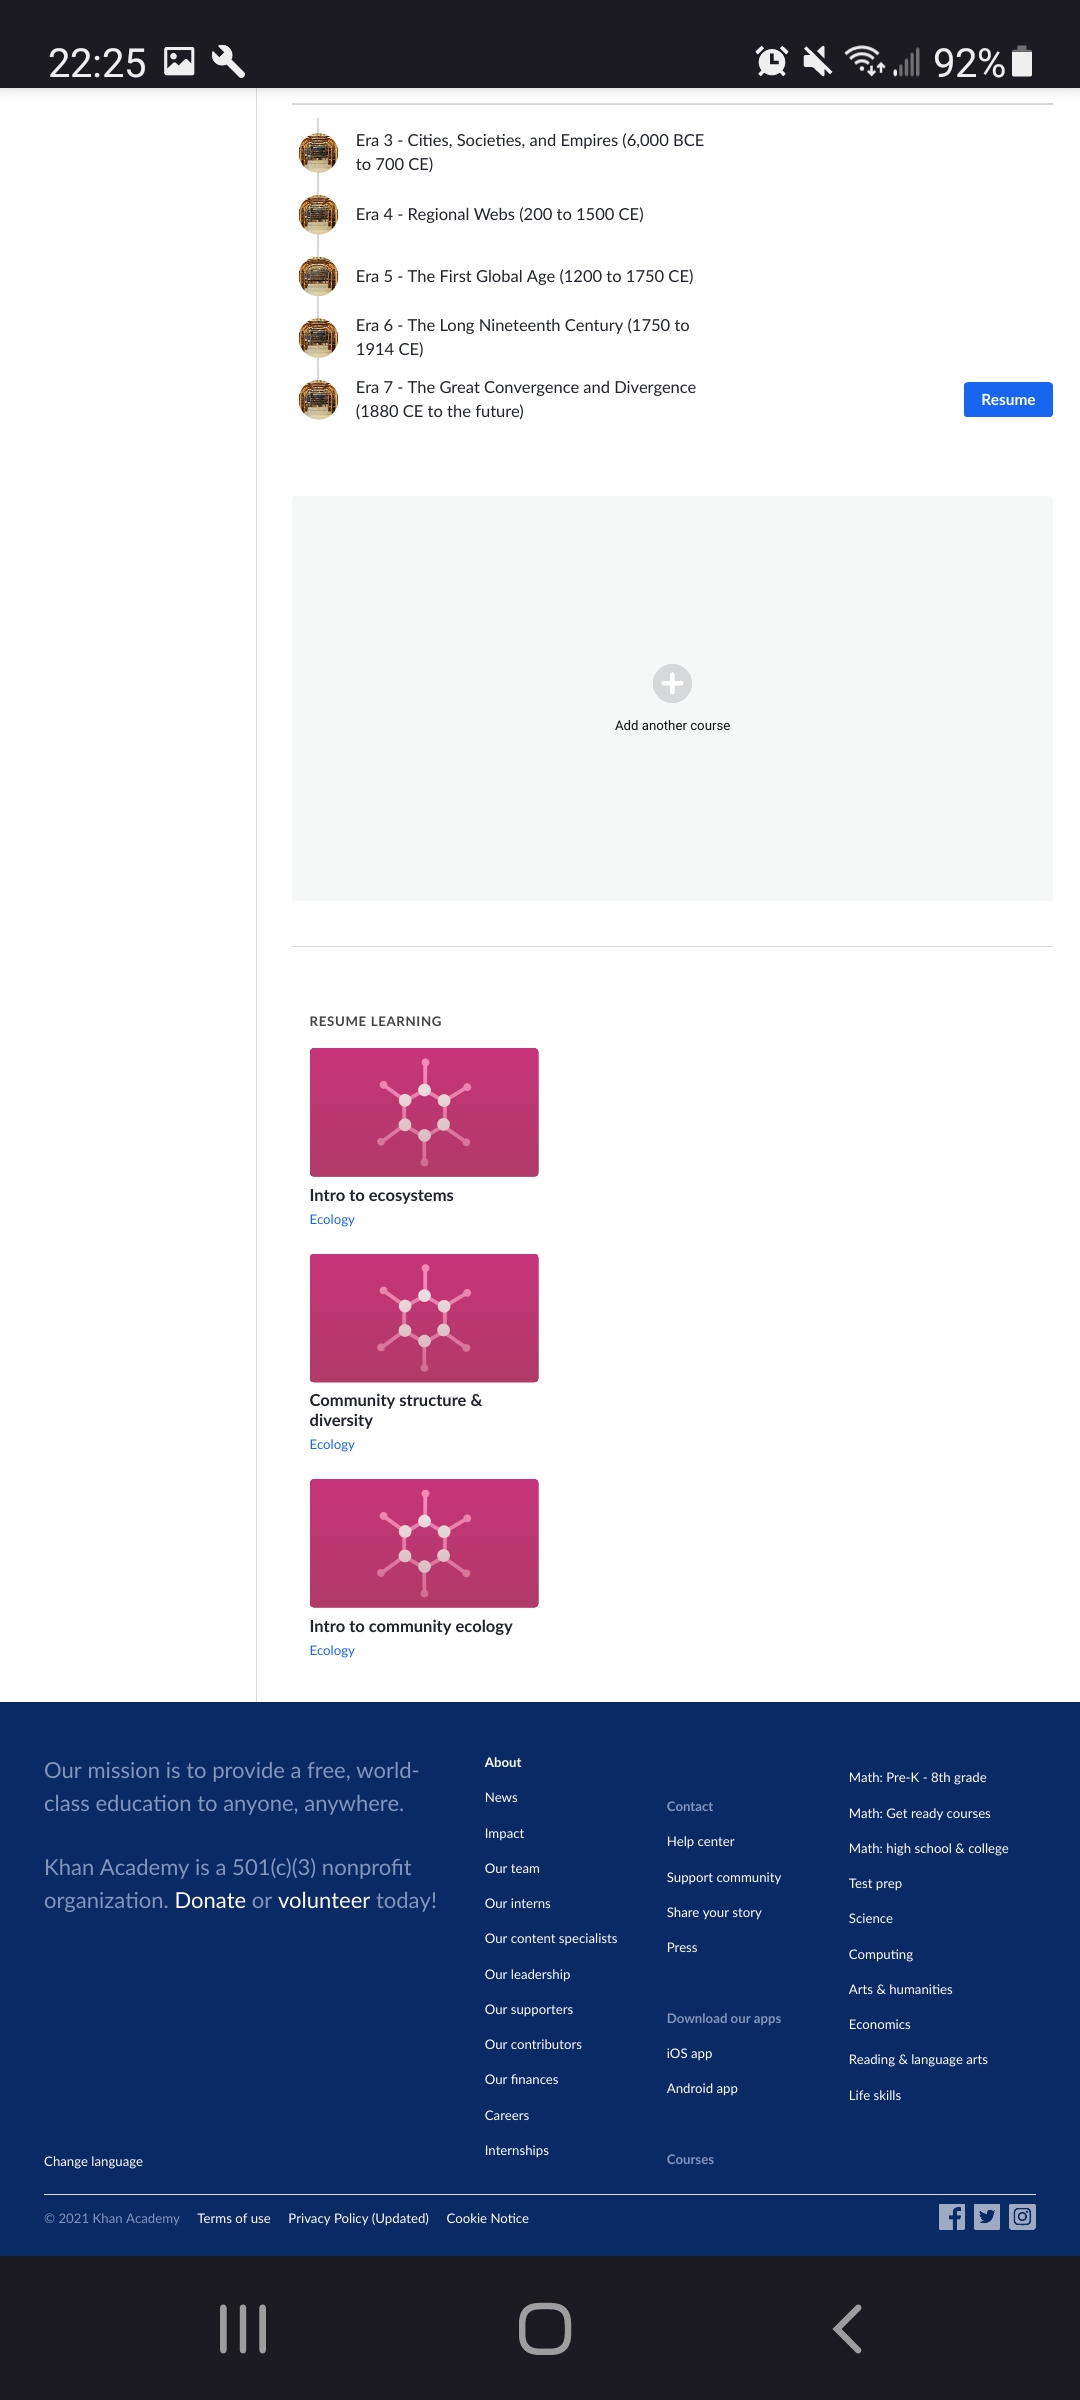 22:25
92%
Era 3 - Cities, Societies, and Empires (6,000 BCE
to 700 CE)
Era 4 - Regional Webs (200 to 1500 CE)
Era 5 - The First Global Age (1200 to 1750 CE)
Era 6 - The Long Nineteenth Century (1750 to
1914 CE)
Era 7 - The Great Convergence and Divergence
(1880 CE to the future)
Resume
Add another course
RESUME LEARNING
Intro to ecosystems
Ecology
Community structure &
diversity
Ecology
Intro to community ecology
Ecology
Our mission is to provide a free, world-
class education to anyone, anywhere.
Khan Academy is a 501(c)(3) nonprofit
organization. Donate or volunteer today!
Change language
About
News
Impact
Our team
Our interns
Our content specialists
Our leadership
Our supporters
Our contributors
Our finances
Careers
Internships
Contact
Help center
Support community
Share your story
Press
Download our apps
iOS app
Android app
Courses
Math: Pre-K - 8th grade
Math: Get ready courses
Math: high school & college
Test prep
Science
Computing
Arts & humanities
Economics
Reading & language arts
Life skills
© 2021 Khan Academy
Terms of use
Privacy Policy (Updated)
Cookie Notice